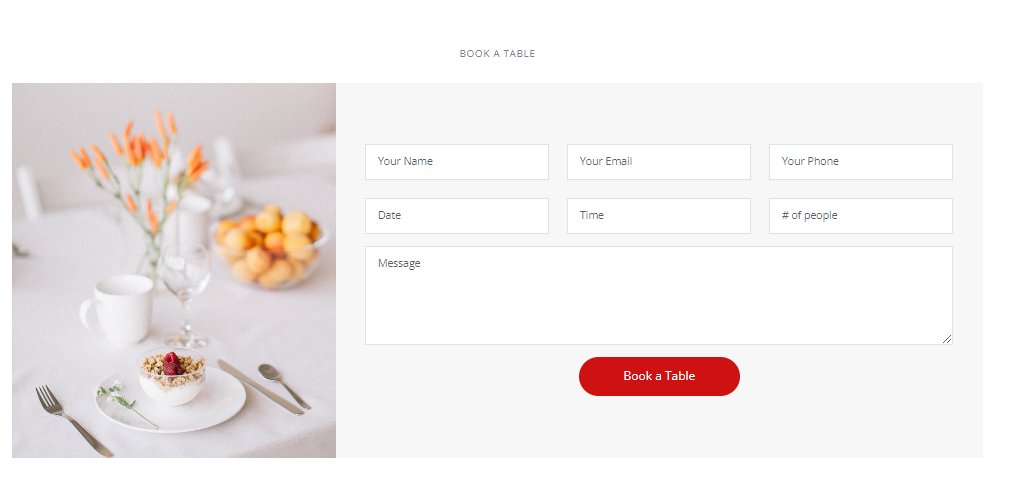 BOOK A TABLE
Your Name
Your Email
Your Phone
Date
Time
# of people
Message
Book a Table